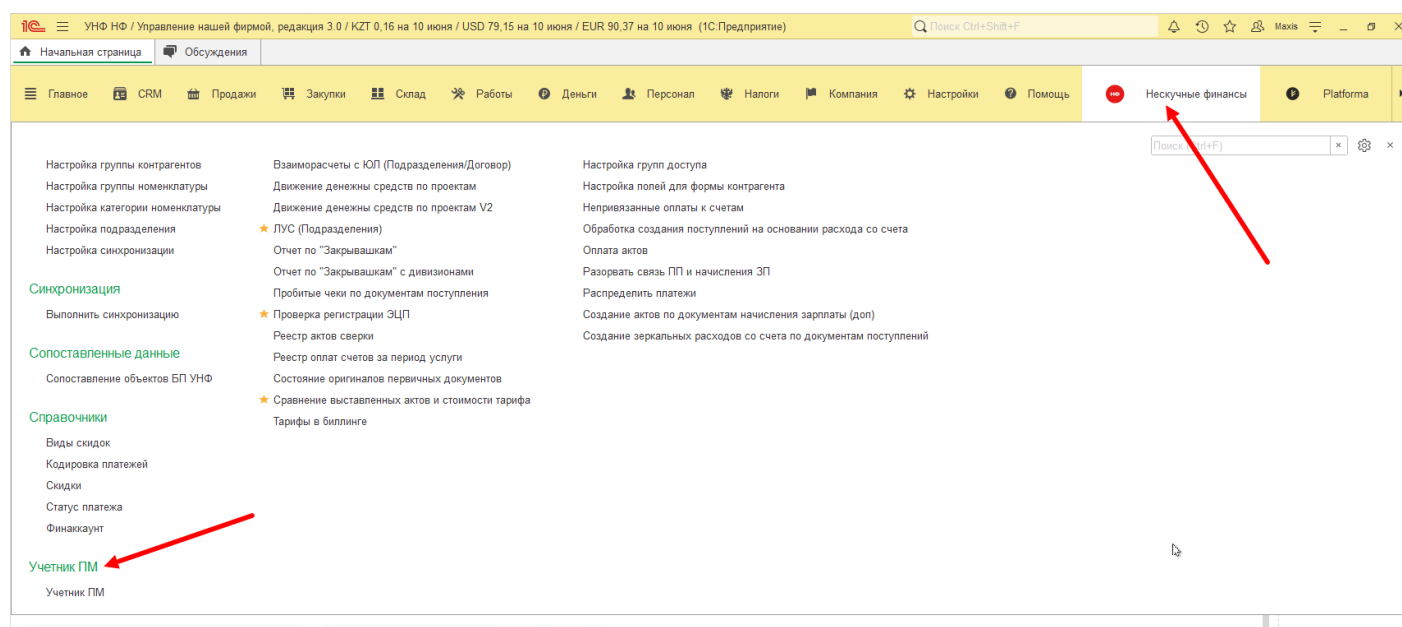 1С УНФ НФ / Управление нашей фирмой, редакция 3.0 / KZT 0,16 на 10 июня / USD 79,15 на 10 июня / EUR 90,37 на 10 июня (1С:Предприятие) Поиск Ctrl+Shift+F Maxis
Начальная страница Обсуждения
Главное CRM Продажи Закупки Склад Работы Деньги Персонал Налоги Компания Настройки Помощь НФ Нескучные финансы Platforma
Поиск (Ctrl+F)
Настройка группы контрагентов
Настройка группы номенклатуры
Настройка категории номенклатуры
Настройка подразделения
Настройка синхронизации
Синхронизация
Выполнить синхронизацию
Сопоставленные данные
Сопоставление объектов БП УНФ
Справочники
Виды скидок
Кодировка платежей
Скидки
Статус платежа
Финаккаунт
Учетник ПМ
Учетник ПМ
Взаиморасчеты с ЮЛ (Подразделения/Договор)
Движение денежны средств по проектам
Движение денежны средств по проектам V2
ЛУС (Подразделения)
Отчет по "Закрывашкам"
Отчет по "Закрывашкам" с дивизионами
Пробитые чеки по документам поступления
Проверка регистрации ЭЦП
Реестр актов сверки
Реестр оплат счетов за период услуги
Состояние оригиналов первичных документов
Сравнение выставленных актов и стоимости тарифа
Тарифы в биллинге
Настройка групп доступа
Настройка полей для формы контрагента
Непривязанные оплаты к счетам
Обработка создания поступлений на основании расхода со счета
Оплата актов
Разорвать связь ПП и начисления ЗП
Распределить платежи
Создание актов по документам начисления зарплаты (доп)
Создание зеркальных расходов со счета по документам поступлений